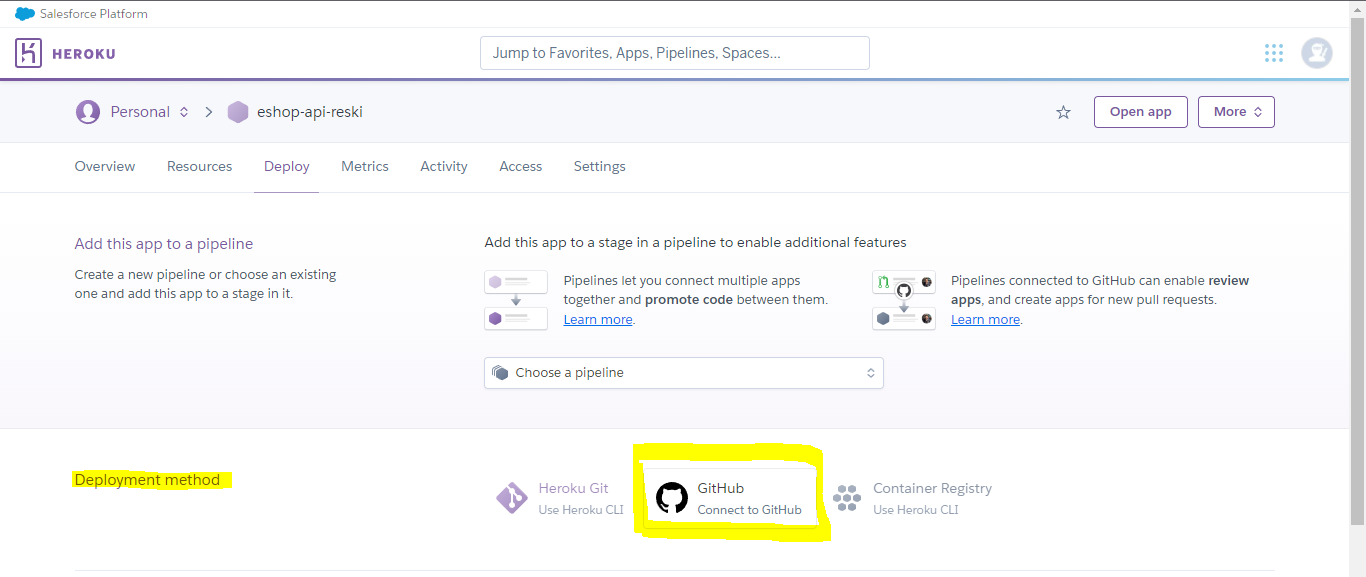 Salesforce Platform
HEROKU
Jump to Favorites, Apps, Pipelines, Spaces...
Personal
eshop-api-reski
Open app
More
Overview
Resources
Deploy
Metrics
Activity
Access
Settings
Add this app to a pipeline
Create a new pipeline or choose an existing
one and add this app to a stage in it.
Add this app to a stage in a pipeline to enable additional features
Pipelines let you connect multiple apps
together and promote code between them.
Learn more.
Pipelines connected to GitHub can enable review
apps, and create apps for new pull requests.
Learn more.
Choose a pipeline
Deployment method
Heroku Git
Use Heroku CLI
GitHub
Connect to GitHub
Container Registry
Use Heroku CLI